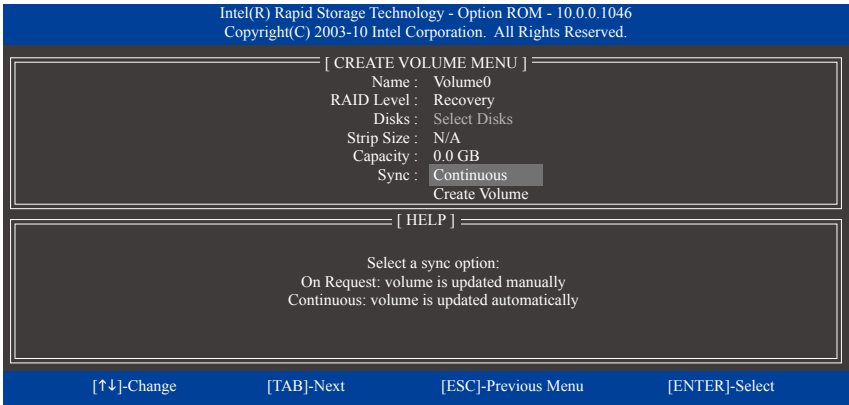 Intel(R) Rapid Storage Technology - Option ROM - 10.0.0.1046
Copyright(C) 2003-10 Intel Corporation. All Rights Reserved.
[ CREATE VOLUME MENU ]
Name : Volume0
RAID Level : Recovery
Disks : Select Disks
Strip Size : N/A
Capacity : 0.0 GB
Sync : Continuous
Create Volume
[ HELP ]
Select a sync option:
On Request: volume is updated manually
Continuous: volume is updated automatically
[↑↓]-Change [TAB]-Next [ESC]-Previous Menu [ENTER]-Select